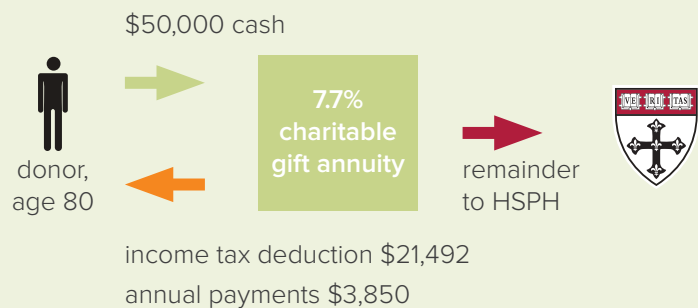 $50,000 cash
donor,
age 80
7.7%
charitable
gift annuity
remainder
to HSPH
VE RI TAS
income tax deduction $21,492
annual payments $3,850